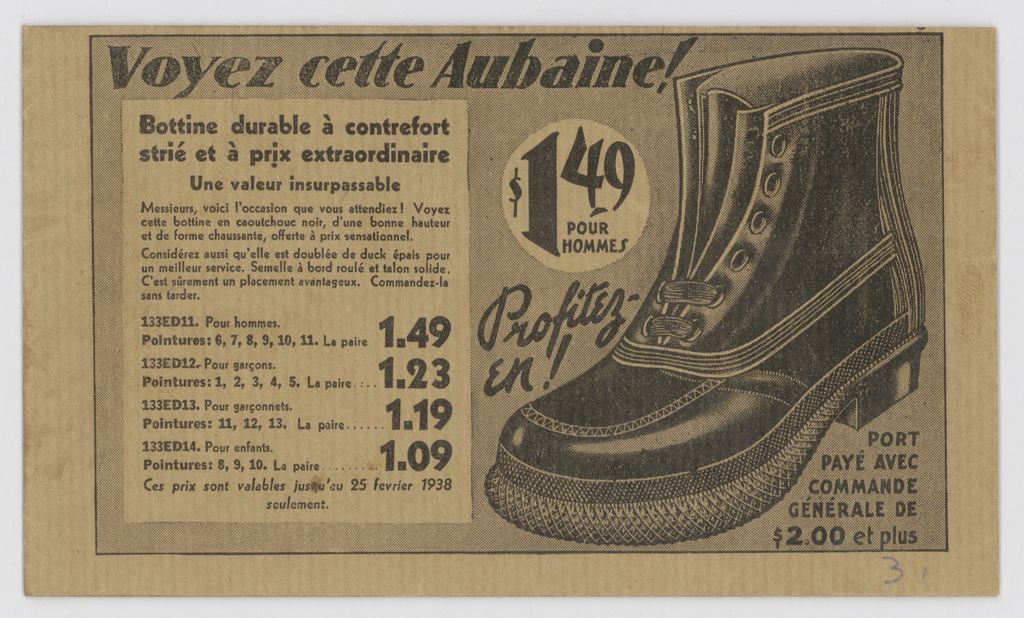 Voyez cette Aubaine!
Bottine durable à contrefort
strié et à prix extraordinaire
Une valeur insurpassable
Messieurs, voici l'occasion que vous attendiez! Voyez
cette bottine en caoutchouc noir, d'une bonne hauteur
et de forme chaussante, offerte à prix sensationnel.
Considérez aussi qu'elle est doublée de duck épais pour
un meilleur service. Semelle à bord roulé et talon solide.
C'est sûrement un placement avantageux. Commandez-la
sans tarder.
133ED11. Pour hommes.
Pointures: 6, 7, 8, 9, 10, 11. La paire 1.49
133ED12. Pour garçons.
Pointures: 1, 2, 3, 4, 5. La paire.... 1.23
133ED13. Pour garçonnets.
Pointures: 11, 12, 13. La paire...... 1.19
133ED14. Pour enfants.
Pointures: 8, 9, 10. La paire......... 1.09
Ces prix sont valables jusqu'au 25 fevrier 1938
seulement.
$1.49
POUR
HOMMES
Profitez-
en!
PORT
PAYÉ AVEC
COMMANDE
GÉNÉRALE DE
$2.00 et plus
3